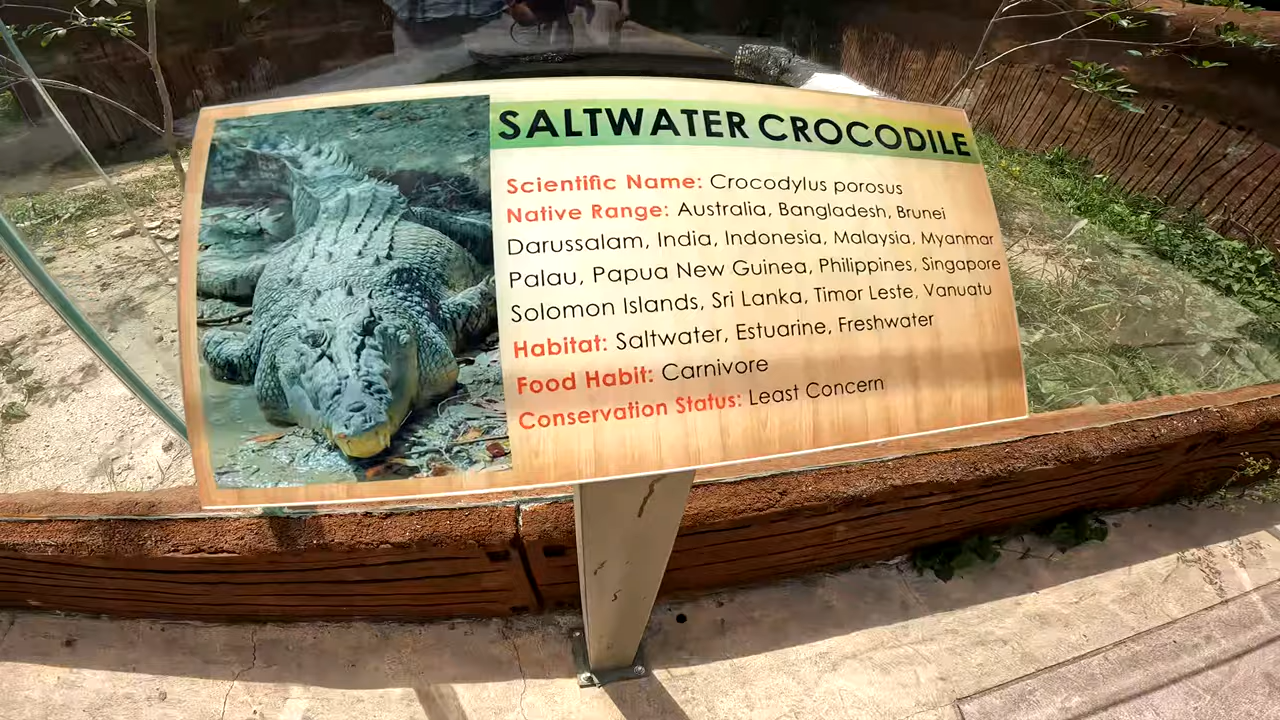 SALTWATER CROCODILE
Scientific Name: Crocodylus porosus
Native Range: Australia, Bangladesh, Brunei
Darussalam, India, Indonesia, Malaysia, Myanmar
Palau, Papua New Guinea, Philippines, Singapore
Solomon Islands, Sri Lanka, Timor Leste, Vanuatu
Habitat: Saltwater, Estuarine, Freshwater
Food Habit: Carnivore
Conservation Status: Least Concern